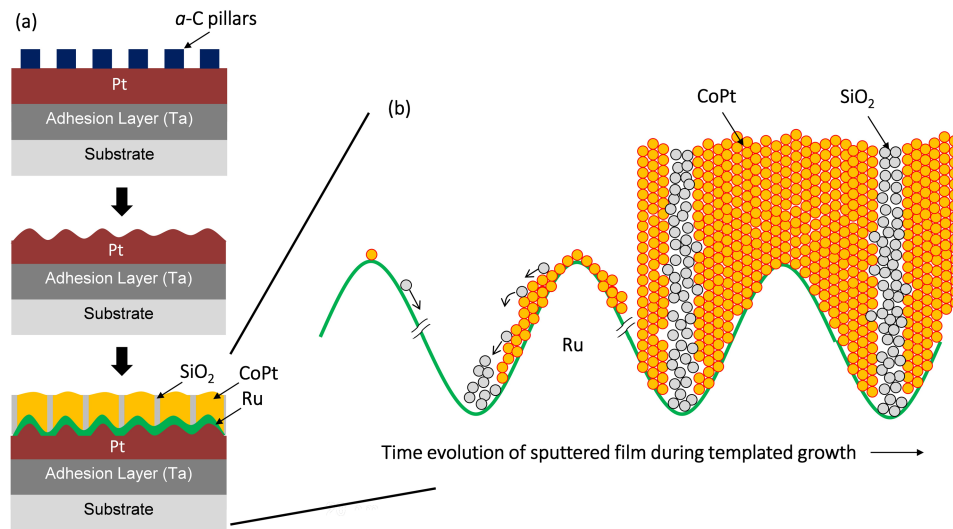 (a)
a-C pillars
Pt
Adhesion Layer (Ta)
Substrate
Pt
Adhesion Layer (Ta)
Substrate
SiO2
CoPt
Ru
Pt
Adhesion Layer (Ta)
Substrate
(b)
CoPt
SiO2
Ru
Time evolution of sputtered film during templated growth